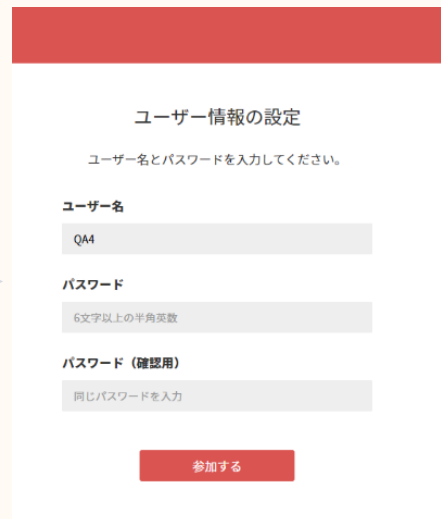 ユーザー情報の設定
ユーザー名とパスワードを入力してください。
ユーザー名
QA4
パスワード
6文字以上の半角英数
パスワード（確認用）
同じパスワードを入力
参加する